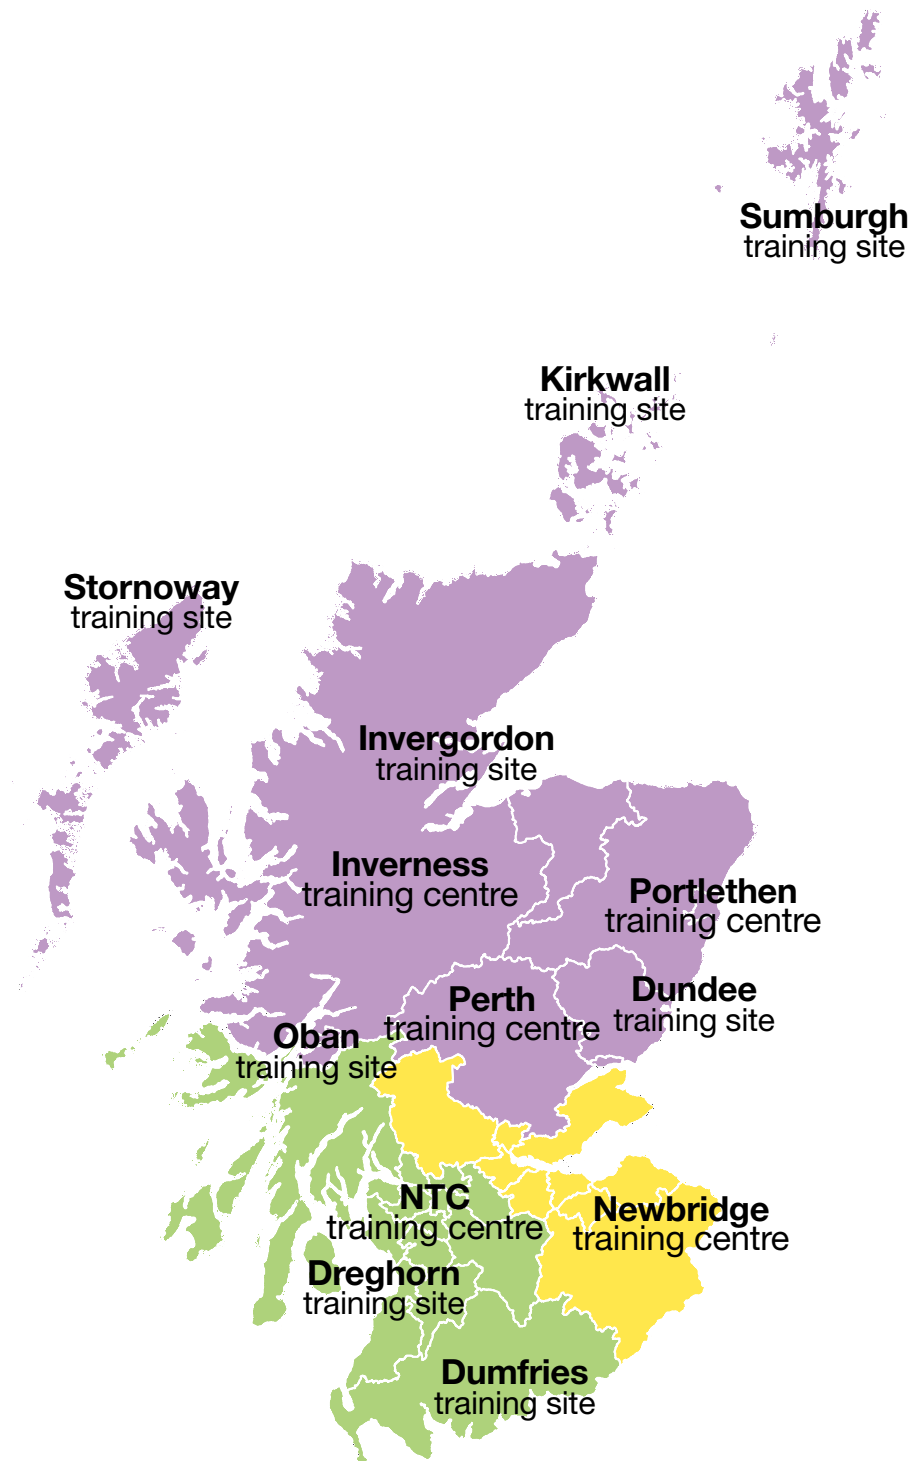 Sumburgh
training site
Kirkwall
training site
Stornoway
training site
Invergordon
training site
Inverness
training centre
Portlethen
training centre
Dundee
training site
Perth
training centre
Oban
training site
NTC
training centre
Newbridge
training centre
Dreghorn
training site
Dumfries
training site